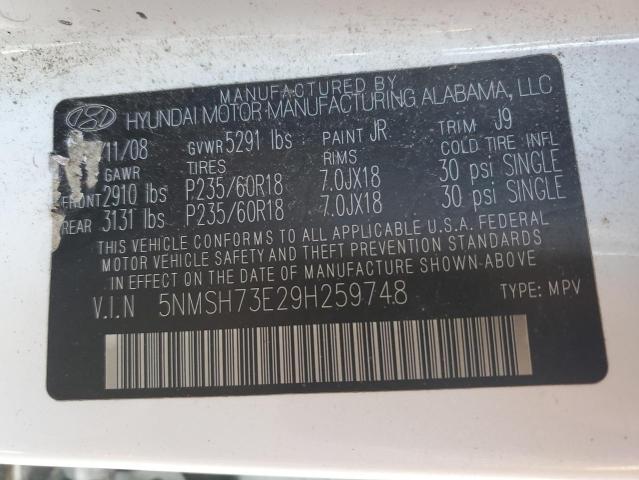 MANUFACTURED BY
HYUNDAI MOTOR MANUFACTURING ALABAMA, LLC
/11/08 GVWR 5291 lbs PAINT JR TRIM J9
GAWR TIRES RIMS COLD TIRE INFL
FRONT 2910 lbs P235/60R18 7.0JX18 30 psi SINGLE
REAR 3131 lbs P235/60R18 7.0JX18 30 psi SINGLE
THIS VEHICLE CONFORMS TO ALL APPLICABLE U.S.A. FEDERAL
MOTOR VEHICLE SAFETY AND THEFT PREVENTION STANDARDS
IN EFFECT ON THE DATE OF MANUFACTURE SHOWN ABOVE.
V.I.N 5NMSH73E29H259748 TYPE: MPV